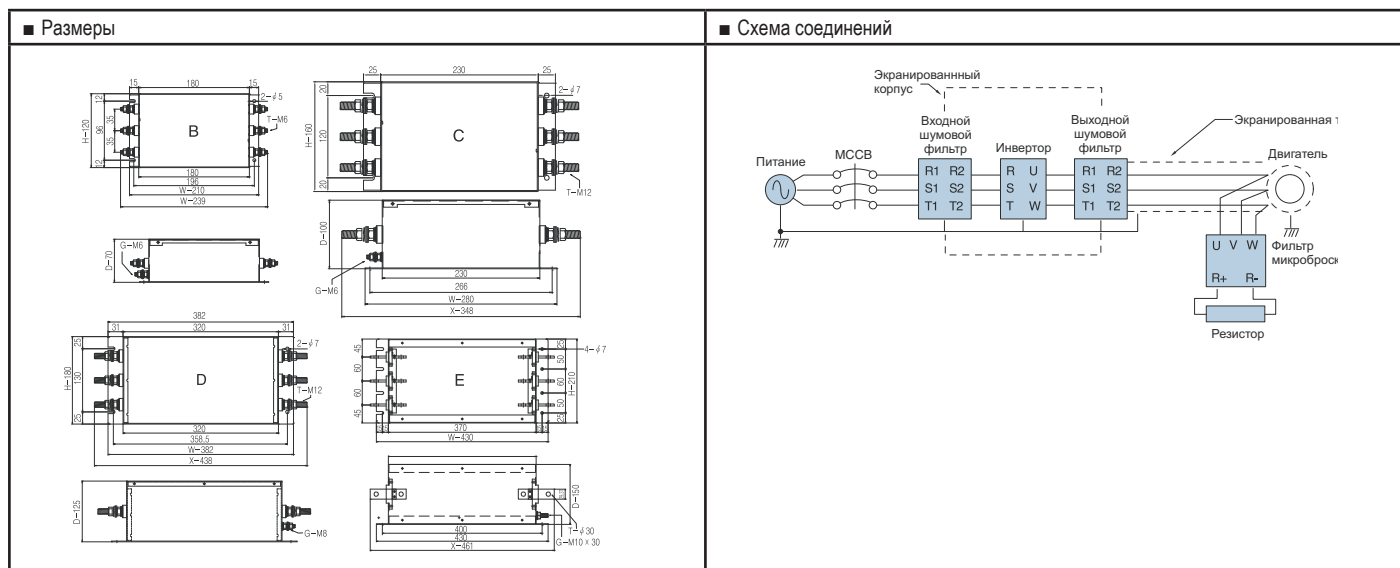 ■ Размеры
15 180 15
2-ϕ5
T-M6
H-120
12
96
12
35
35
B
180
196
W-210
W-239
D-70
G-M6
25 230 25
2-ϕ7
20
H-160
120
20
C
T-M12
D-100
G-M6
230
266
W-280
X-348
382
31 320 31
2-ϕ7
25
H-180
130
25
D
T-M12
320
358,5
W-382
X-438
D-125
G-M8
45
60
60
45
E
4-ϕ7
25
50
60
50
25
H-210
370
W-430
D-150
400
430
X-461
T-ϕ30
G-M10 x 30
■ Схема соединений
Экранированнный
корпус
Входной
шумовой
фильтр
Инвертор
Выходной
шумовой
фильтр
Экранированная т
Питание
MCCB
Двигатель
R1 R2
S1 S2
T1 T2
R U
S V
T W
R1 R2
S1 S2
T1 T2
U V W
R+ R-
Фильтр
микроброск
Резистор